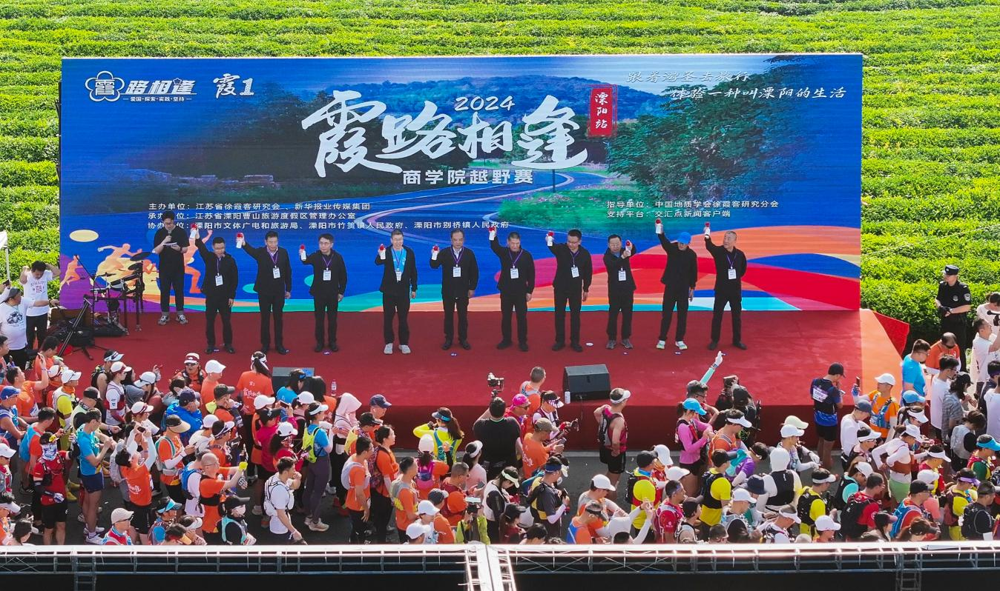 霞
路相逢
爱国·探索·实践·坚持
霞1
跟着游圣去旅行
体验一种叫溧阳的生活
2024
霞路相逢
溧阳站
商学院越野赛
主办单位：江苏省徐霞客研究会、新华报业传媒集团
承 位：江苏省溧阳曹山旅游度假区管理办公室
协 位：溧阳市文体广电和旅游局、溧阳市竹箦镇人民政府、溧阳市别桥镇人民政府
指导单位：中国地质学会徐霞客研究分会
支持平台：交汇点新闻客户端